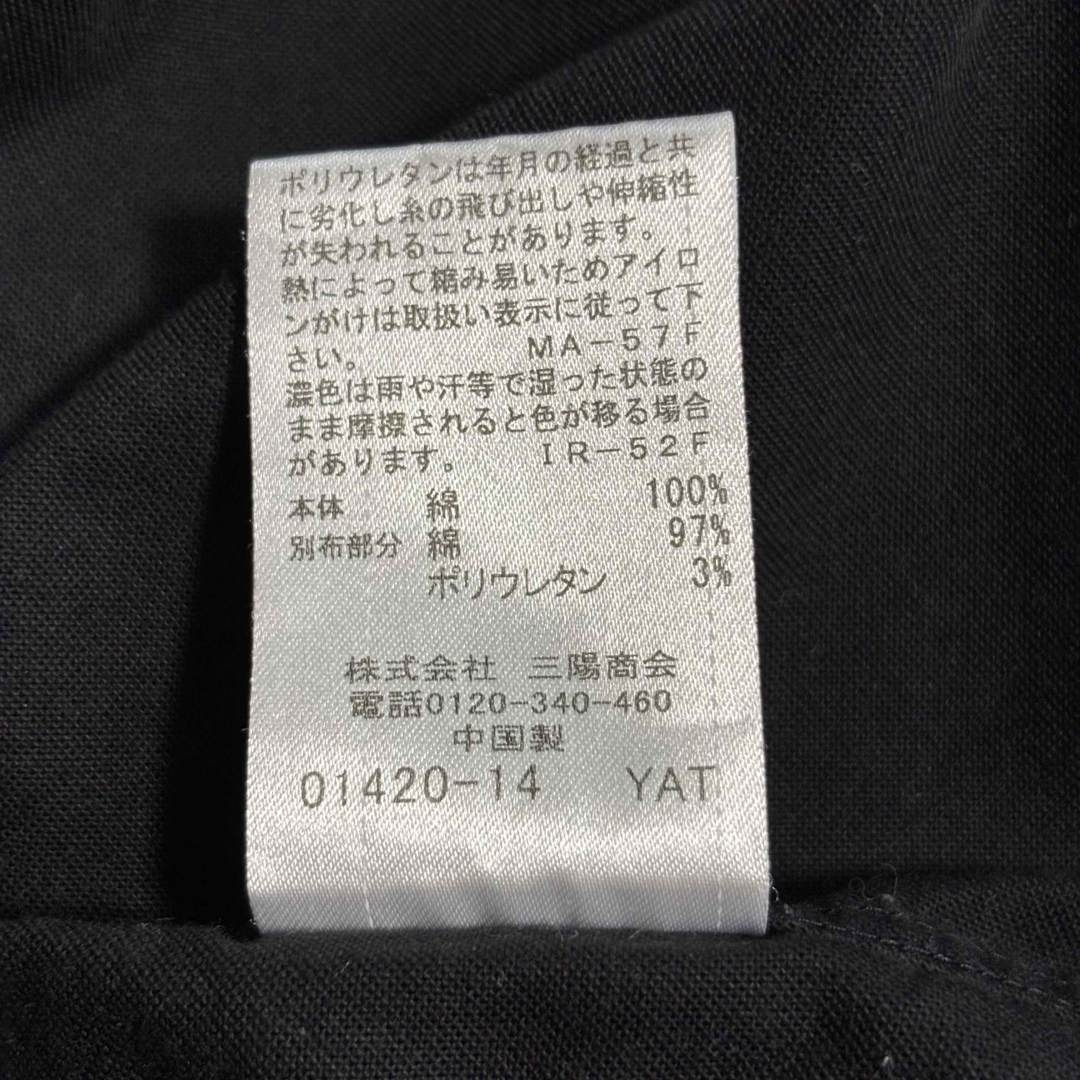 ポリウレタンは年月の経過と共
に劣化し糸の飛び出しや伸縮性
が失われることがあります。
熱によって縮み易いためアイロ
ンがけは取扱い表示に従って下
さい。 MA-57F
濃色は雨や汗等で湿った状態の
まま摩擦されると色が移る場合
があります。 IR-52F
本体 綿 100%
別布部分 綿 97%
ポリウレタン 3%
株式会社 三陽商会
電話0120-340-460
中国製
01420-14 YAT